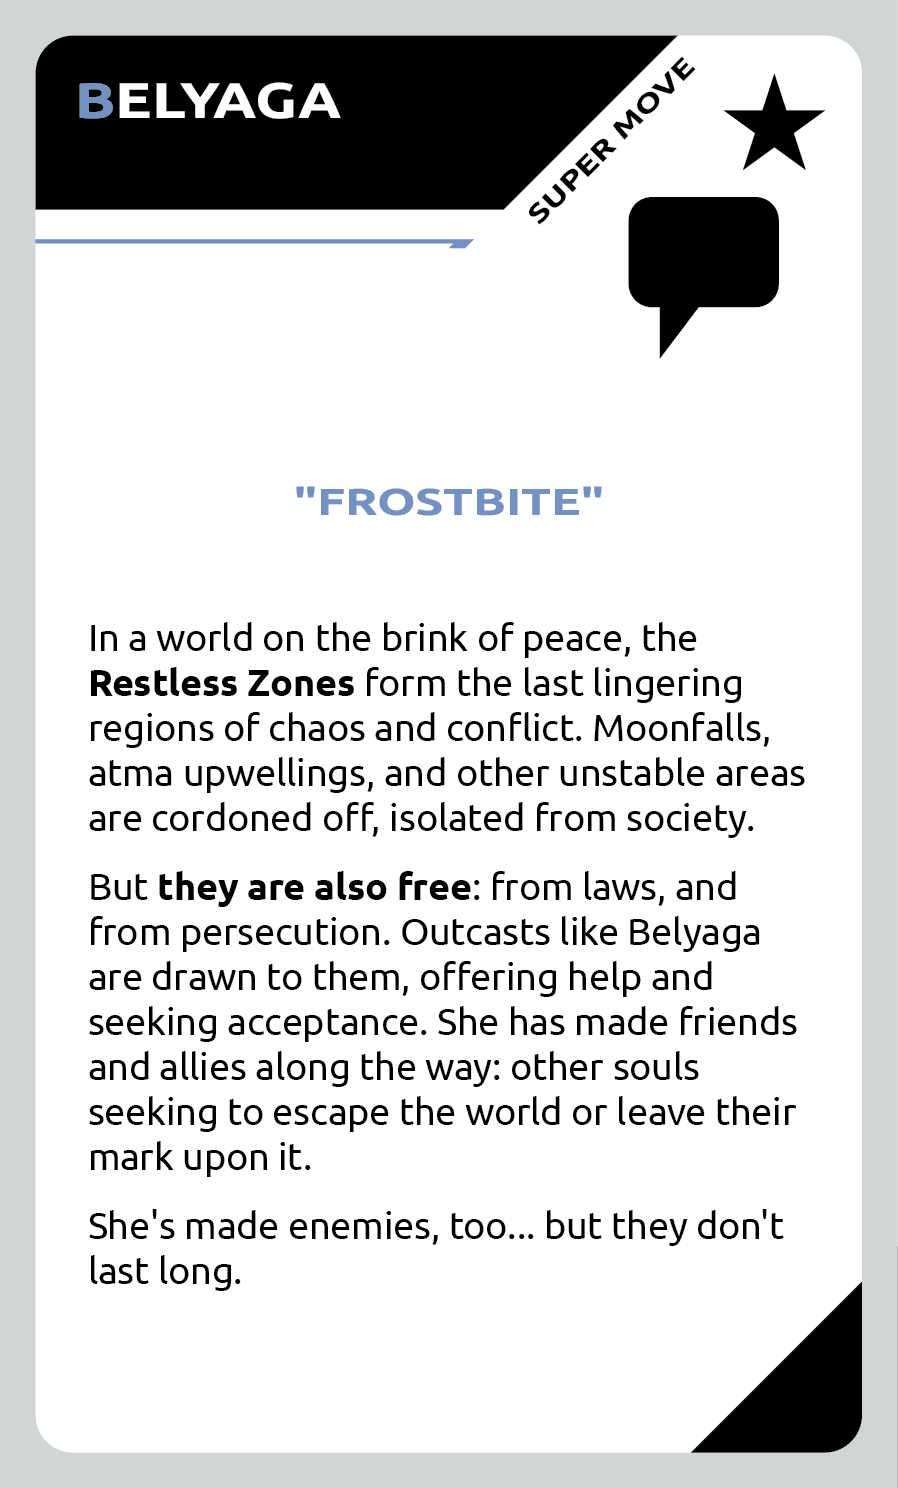 BELYAGA
SUPER MOVE
"FROSTBITE"
In a world on the brink of peace, the
Restless Zones form the last lingering
regions of chaos and conflict. Moonfalls,
atma upwellings, and other unstable areas
are cordoned off, isolated from society.
But they are also free: from laws, and
from persecution. Outcasts like Belyaga
are drawn to them, offering help and
seeking acceptance. She has made friends
and allies along the way: other souls
seeking to escape the world or leave their
mark upon it.
She's made enemies, too... but they don't
last long.